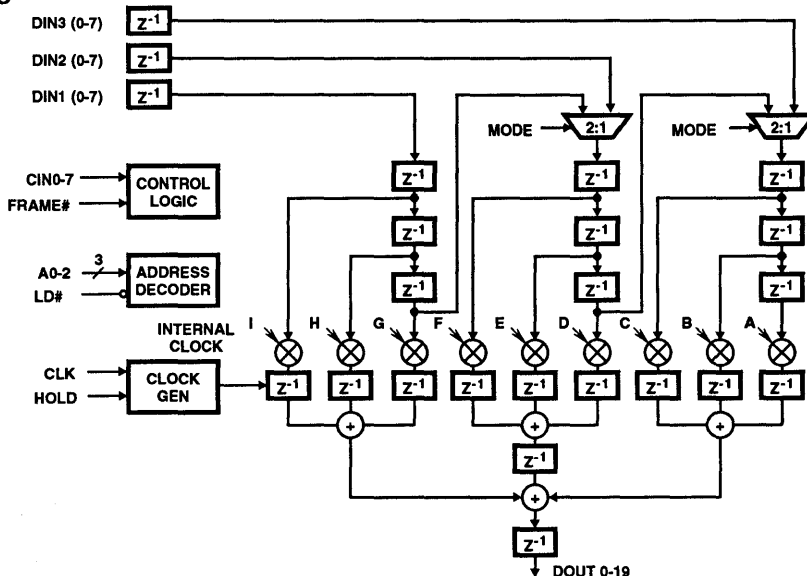 DIN3 (0-7) z-1
DIN2 (0-7) z-1
DIN1 (0-7) z-1
MODE 2:1 MODE 2:1
z-1 z-1 z-1
CIN0-7
FRAME#
CONTROL
LOGIC
z-1 z-1 z-1
A0-2 3
LD#
ADDRESS
DECODER
z-1 z-1 z-1
INTERNAL
CLOCK
I H G F E D C B A
CLK
HOLD
CLOCK
GEN
z-1 z-1 z-1 z-1 z-1 z-1 z-1 z-1 z-1
+ + +
z-1
+
z-1
DOUT 0-19